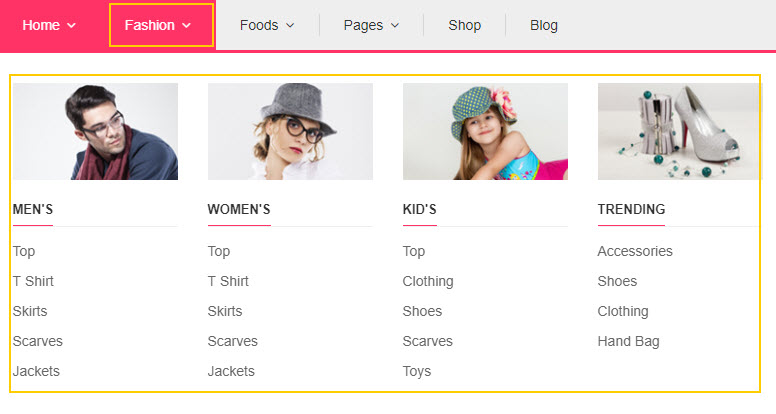 Home Fashion Foods Pages Shop Blog
MEN'S
Top
T Shirt
Skirts
Scarves
Jackets
WOMEN'S
Top
T Shirt
Skirts
Scarves
Jackets
KID'S
Top
Clothing
Shoes
Scarves
Toys
TRENDING
Accessories
Shoes
Clothing
Hand Bag